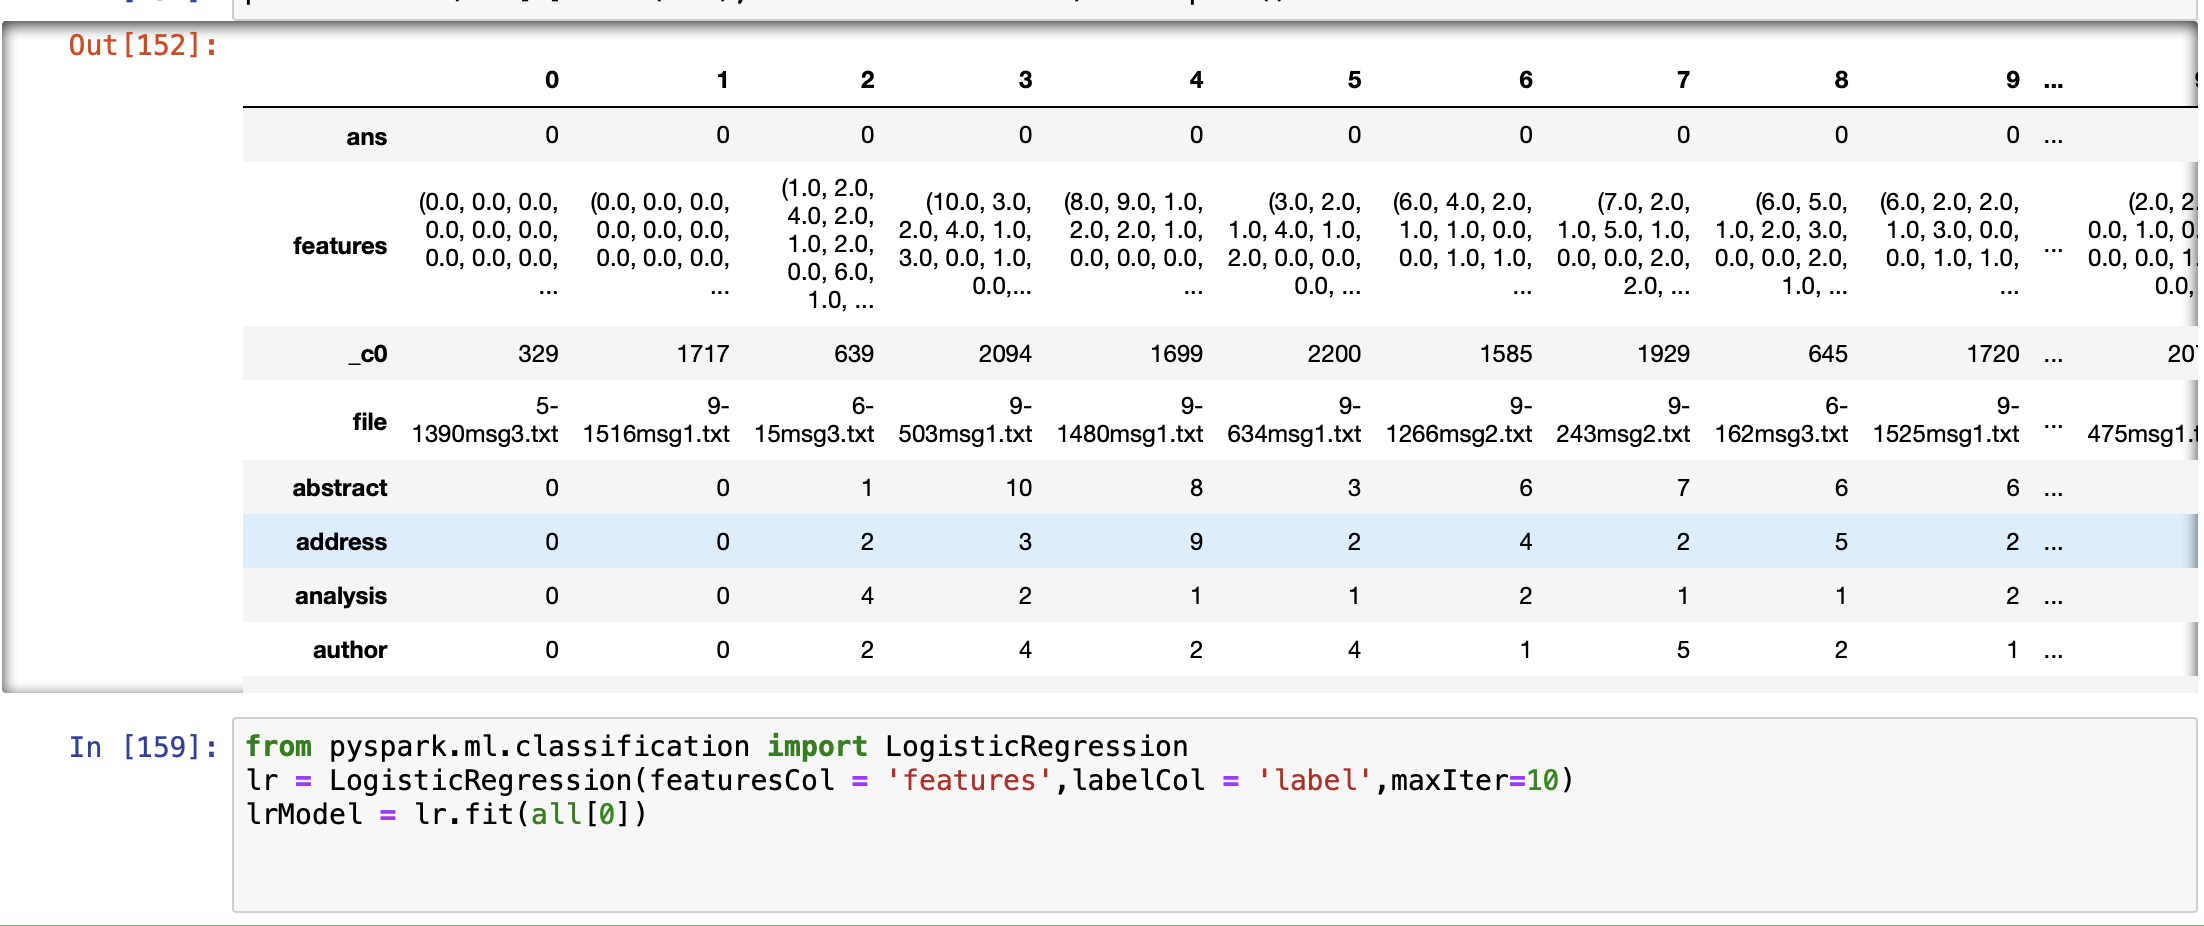 Out[152]:
0 1 2 3 4 5 6 7 8 9 ...
ans 0 0 0 0 0 0 0 0 0 0 ...
(1.0, 2.0,
(0.0, 0.0, 0.0, (0.0, 0.0, 0.0, 4.0, 2.0, (10.0, 3.0, (8.0, 9.0, 1.0, (3.0, 2.0, (6.0, 4.0, 2.0, (7.0, 2.0, (6.0, 5.0, (6.0, 2.0, 2.0, (2.0, 2.
features 0.0, 0.0, 0.0, 0.0, 0.0, 0.0, 1.0, 2.0, 2.0, 4.0, 1.0, 2.0, 2.0, 1.0, 1.0, 4.0, 1.0, 1.0, 1.0, 0.0, 1.0, 5.0, 1.0, 1.0, 2.0, 3.0, 1.0, 3.0, 0.0, ... 0.0, 1.0, 0.
0.0, 0.0, 0.0, 0.0, 0.0, 0.0, 0.0, 6.0, 3.0, 0.0, 1.0, 0.0, 0.0, 0.0, 2.0, 0.0, 0.0, 0.0, 1.0, 1.0, 0.0, 0.0, 2.0, 0.0, 0.0, 2.0, 0.0, 1.0, 1.0, 0.0, 0.0, 1.
... ... 1.0, ... 0.0,... ... 0.0, ... ... 2.0, ... 1.0, ... ... 0.0,
_c0 329 1717 639 2094 1699 2200 1585 1929 645 1720 ...
5- 9- 6- 9- 9- 9- 9- 9- 6- 9-
file 1390msg3.txt 1516msg1.txt 15msg3.txt 503msg1.txt 1480msg1.txt 634msg1.txt 1266msg2.txt 243msg2.txt 162msg3.txt 1525msg1.txt ... 475msg1.t
abstract 0 0 1 10 8 3 6 7 6 6 ...
address 0 0 2 3 9 2 4 2 5 2 ...
analysis 0 0 4 2 1 1 2 1 1 2 ...
author 0 0 2 4 2 4 1 5 2 1 ...
In [159]:
from pyspark.ml.classification import LogisticRegression
lr = LogisticRegression(featuresCol = 'features',labelCol = 'label',maxIter=10)
lrModel = lr.fit(all[0])